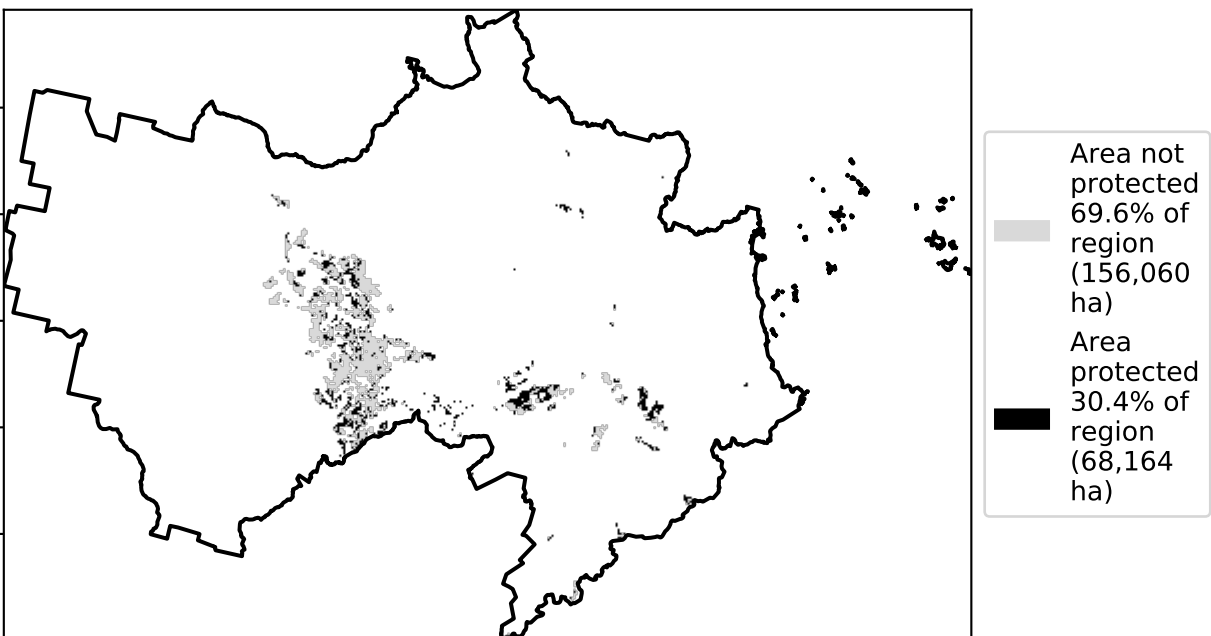 Area not
protected
69.6% of
region
(156,060
ha)
Area
protected
30.4% of
region
(68,164
ha)